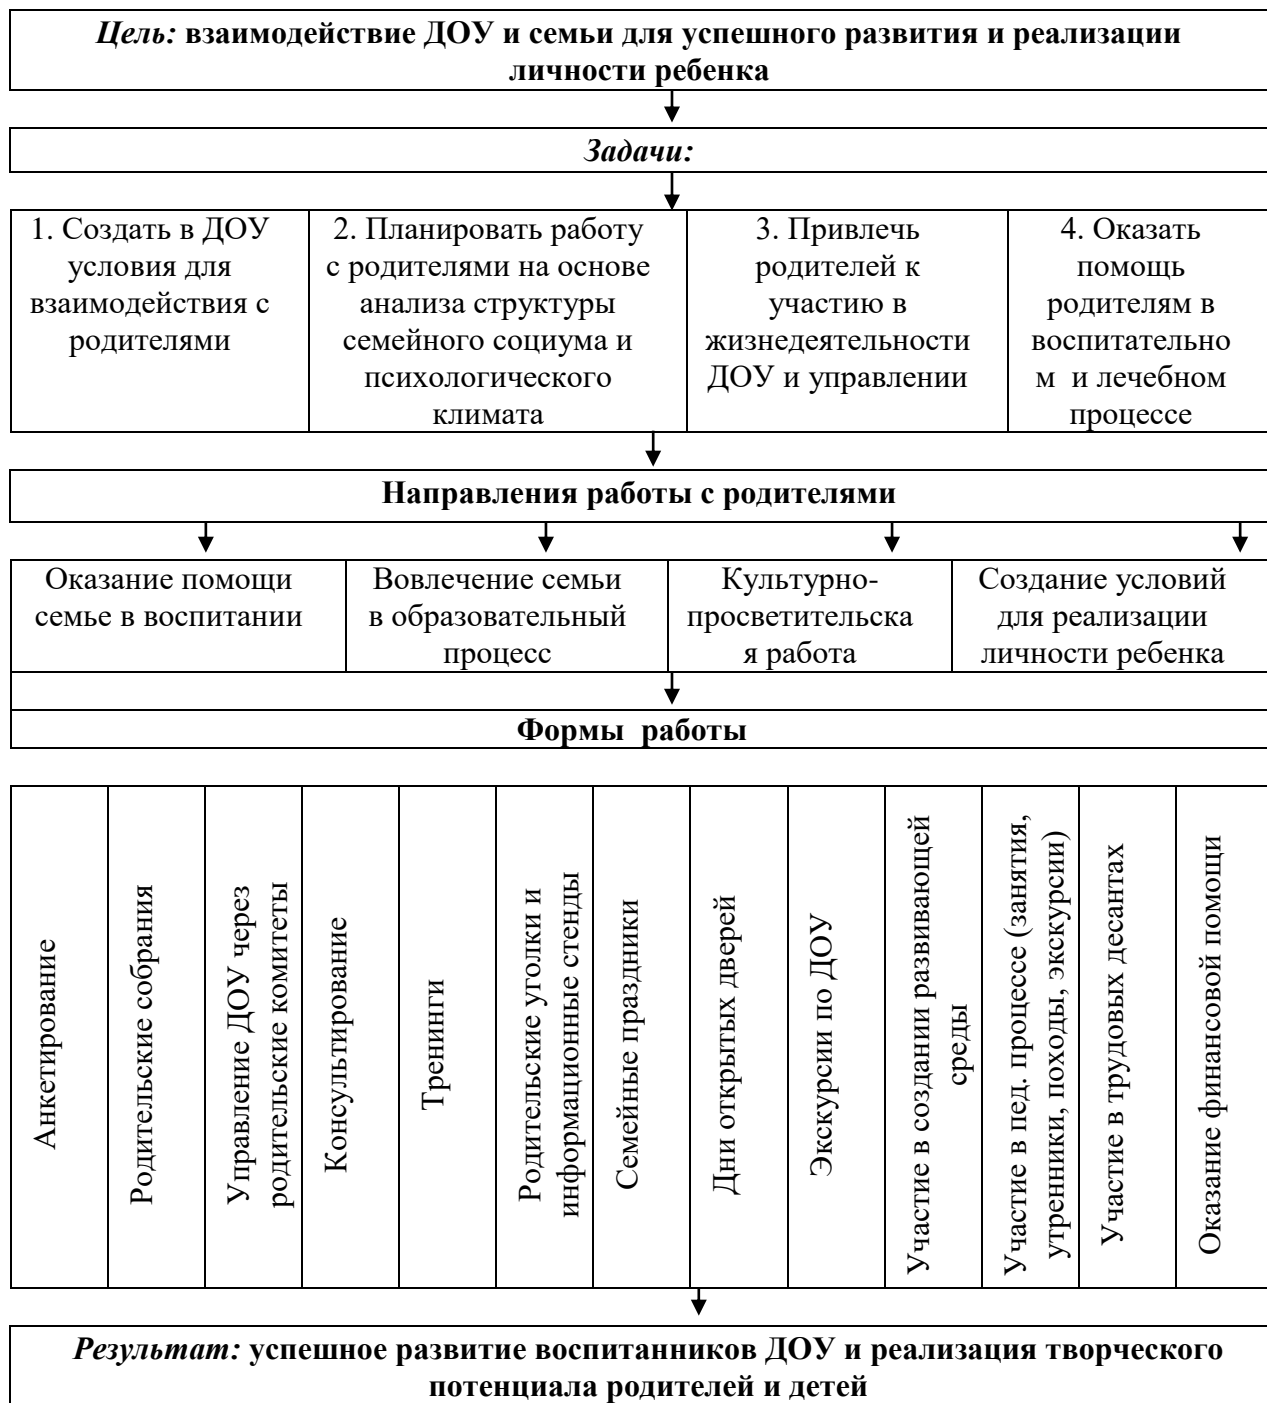 Цель: взаимодействие ДОУ и семьи для успешного развития и реализации
личности ребенка
Задачи:
1. Создать в ДОУ
условия для
взаимодействия с
родителями
2. Планировать работу
с родителями на основе
анализа структуры
семейного социума и
психологического
климата
3. Привлечь
родителей к
участию в
жизнедеятельности
ДОУ и управлении
4. Оказать
помощь
родителям в
воспитательно
м  и лечебном
процессе
Направления работы с родителями
Оказание помощи
семье в воспитании
Вовлечение семьи
в образовательный
процесс
Культурно-
просветительска
я работа
Создание условий
для реализации
личности ребенка
Формы  работы
Анкетирование
Родительские собрания
Управление ДОУ через
родительские комитеты
Консультирование
Тренинги
Родительские уголки и
информационные стенды
Семейные праздники
Дни открытых дверей
Экскурсии по ДОУ
Участие в создании развивающей
среды
Участие в пед. процессе (занятия,
утренники, походы, экскурсии)
Участие в трудовых десантах
Оказание финансовой помощи
Результат: успешное развитие воспитанников ДОУ и реализация творческого
потенциала родителей и детей